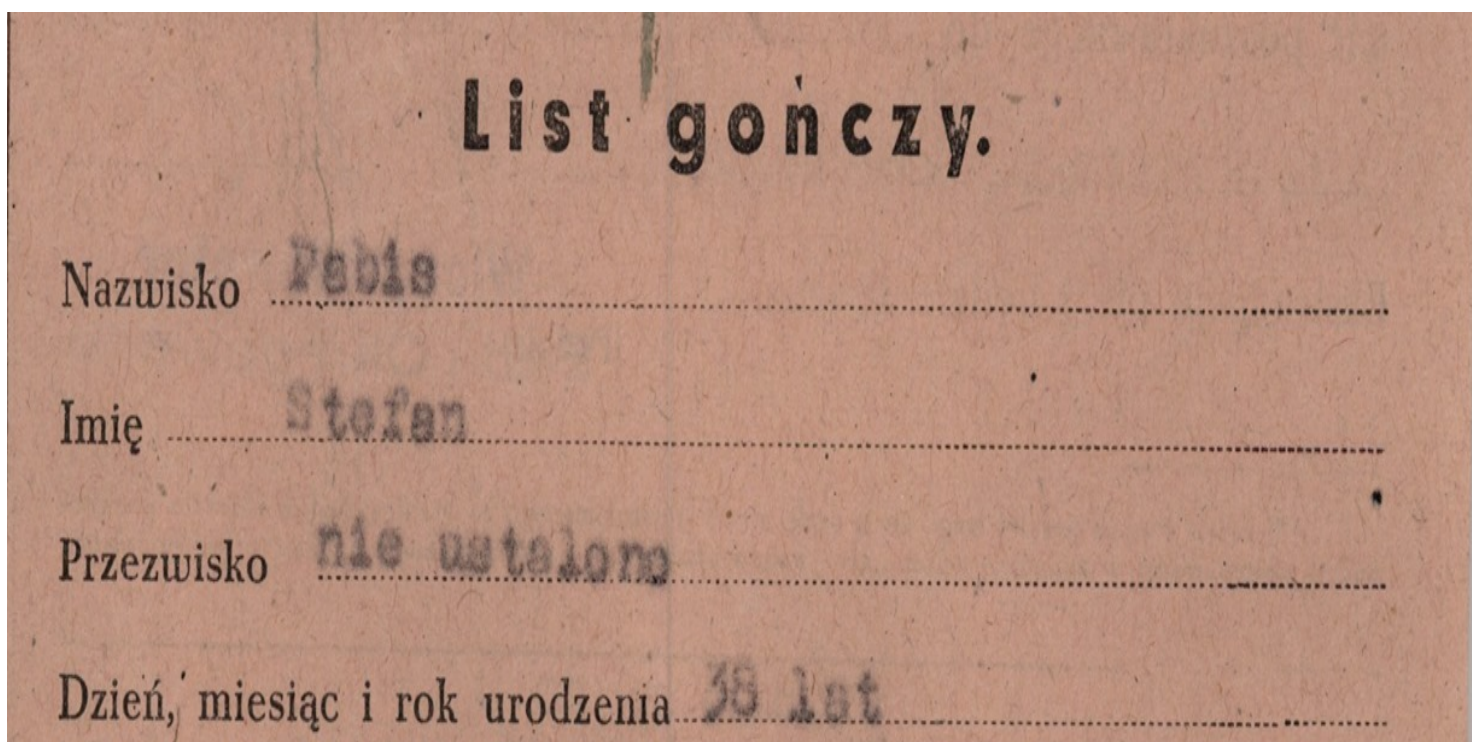 List gończy.
Nazwisko Pabis
Imię Stefan
Przezwisko nie ustalono
Dzień, miesiąc i rok urodzenia 38 lat